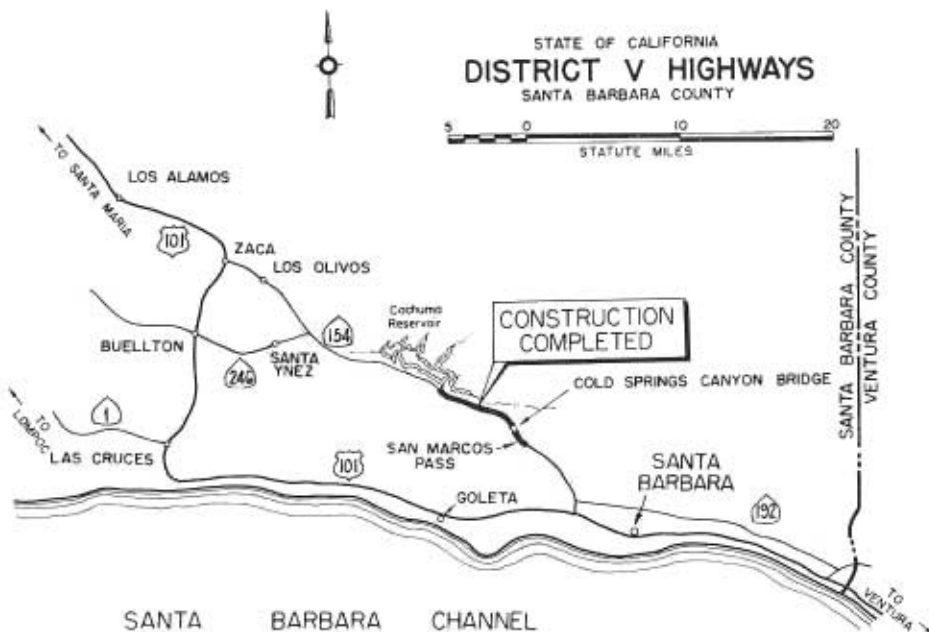 STATE OF CALIFORNIA
DISTRICT V HIGHWAYS
SANTA BARBARA COUNTY
5 0 10 20
STATUTE MILES
TO SANTA MARIA
LOS ALAMOS
101
ZACA
LOS OLIVOS
SANTA BARBARA COUNTY
VENTURA COUNTY
Cachuma
Reservoir
CONSTRUCTION
COMPLETED
154
BUELLTON
SANTA
YNEZ
246
COLD SPRINGS CANYON BRIDGE
1
TO
LOMPOC
LAS CRUCES
SAN MARCOS
PASS
101
SANTA
BARBARA
GOLETA
192
TO
VENTURA
SANTA BARBARA CHANNEL